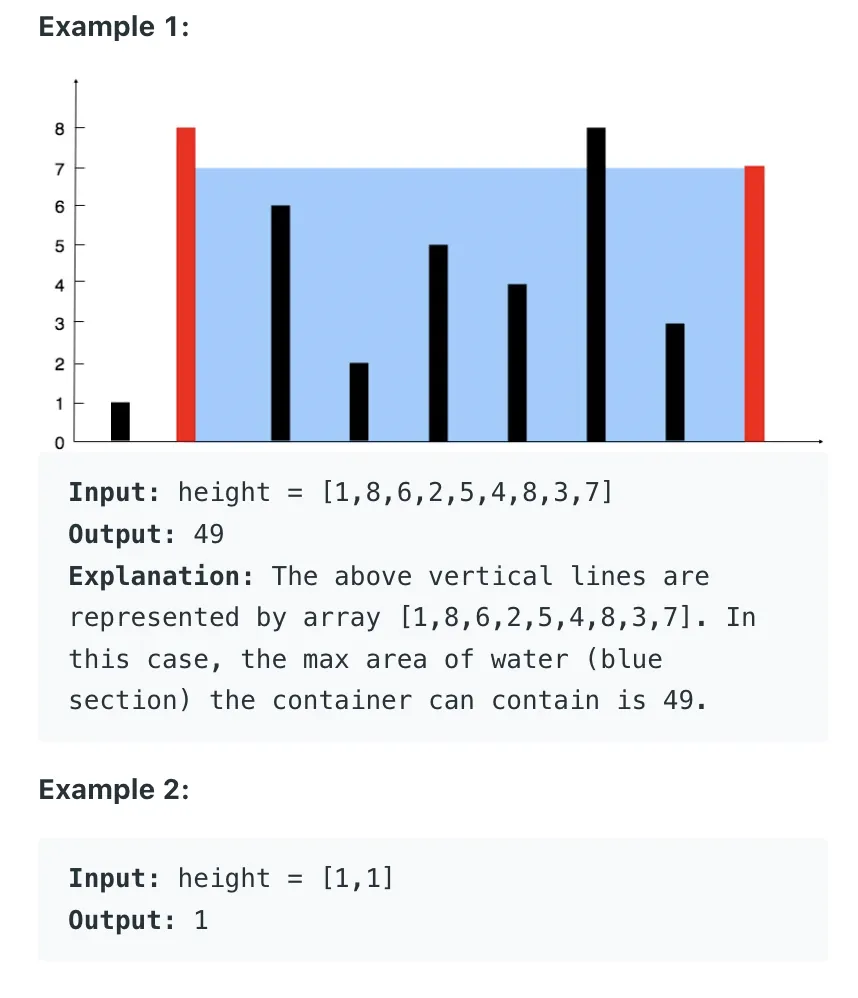 Example 1:
8
7
6
5
4
3
2
1
0
Input: height = [1,8,6,2,5,4,8,3,7]
Output: 49
Explanation: The above vertical lines are
represented by array [1,8,6,2,5,4,8,3,7]. In
this case, the max area of water (blue
section) the container can contain is 49.
Example 2:
Input: height = [1,1]
Output: 1